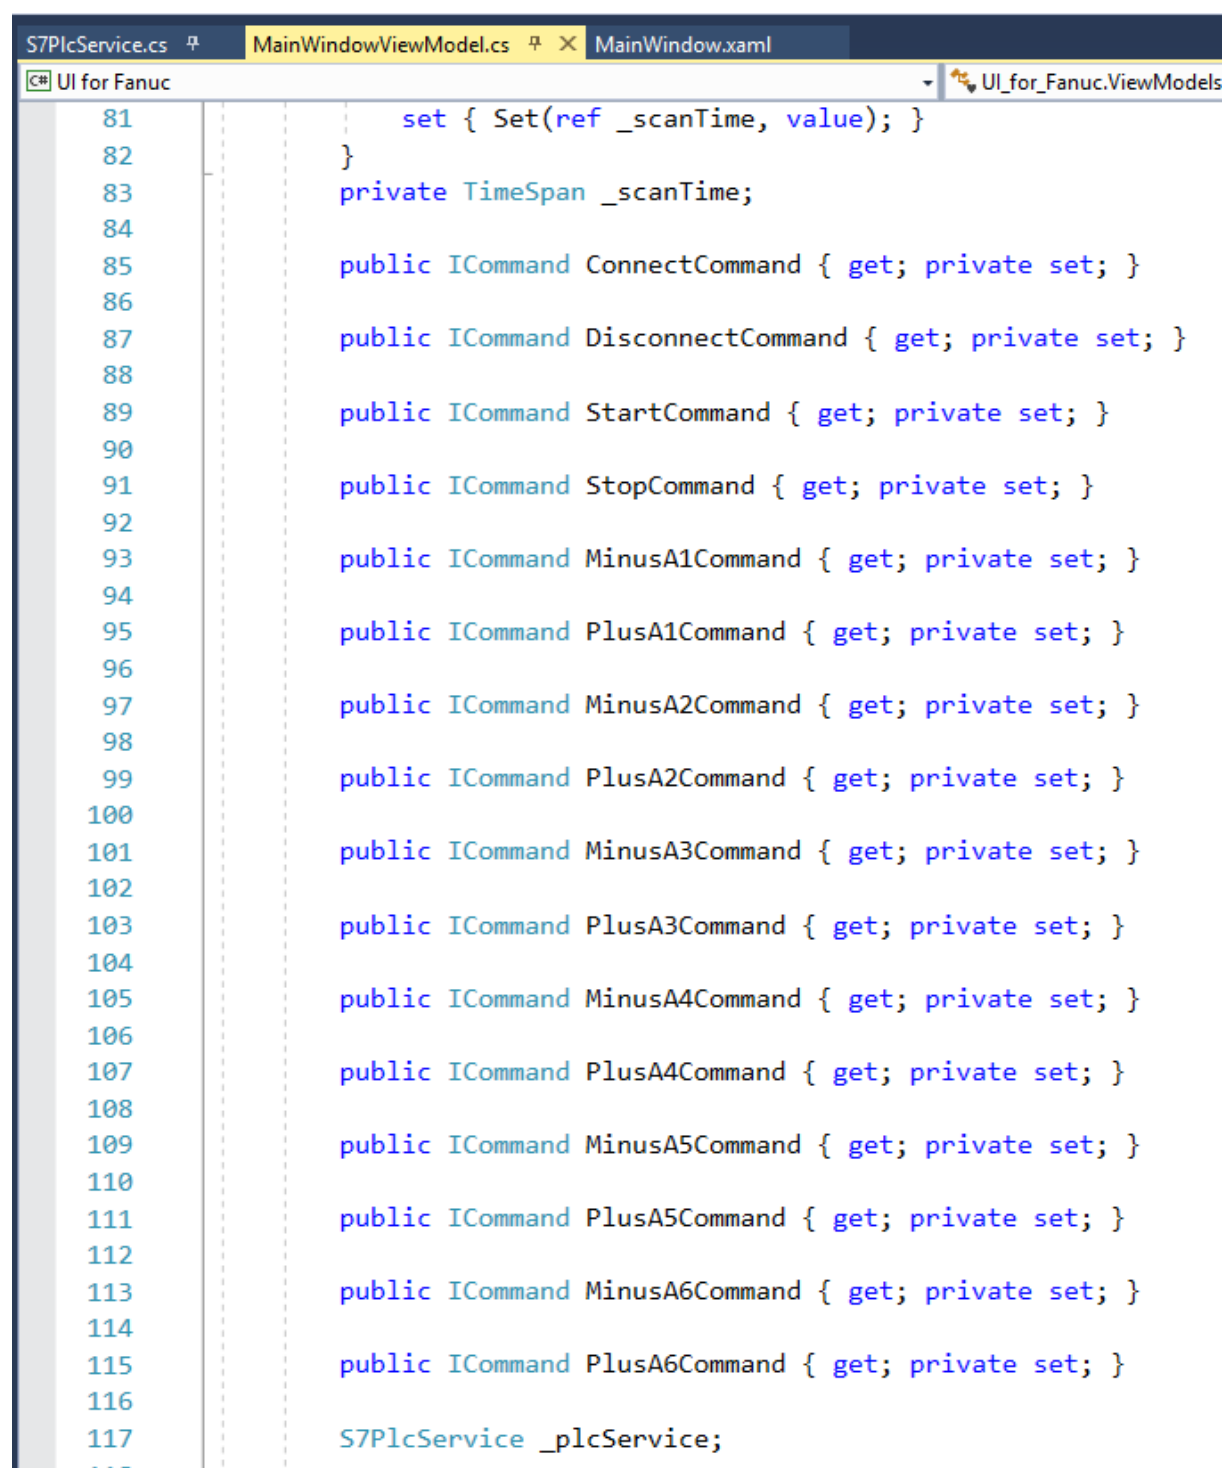 S7PlcService.cs MainWindowViewModel.cs MainWindow.xaml
C# UI for Fanuc UI_for_Fanuc.ViewModels
81 set { Set(ref _scanTime, value); }
82 }
83 private TimeSpan _scanTime;
84
85 public ICommand ConnectCommand { get; private set; }
86
87 public ICommand DisconnectCommand { get; private set; }
88
89 public ICommand StartCommand { get; private set; }
90
91 public ICommand StopCommand { get; private set; }
92
93 public ICommand MinusA1Command { get; private set; }
94
95 public ICommand PlusA1Command { get; private set; }
96
97 public ICommand MinusA2Command { get; private set; }
98
99 public ICommand PlusA2Command { get; private set; }
100
101 public ICommand MinusA3Command { get; private set; }
102
103 public ICommand PlusA3Command { get; private set; }
104
105 public ICommand MinusA4Command { get; private set; }
106
107 public ICommand PlusA4Command { get; private set; }
108
109 public ICommand MinusA5Command { get; private set; }
110
111 public ICommand PlusA5Command { get; private set; }
112
113 public ICommand MinusA6Command { get; private set; }
114
115 public ICommand PlusA6Command { get; private set; }
116
117 S7PlcService _plcService;